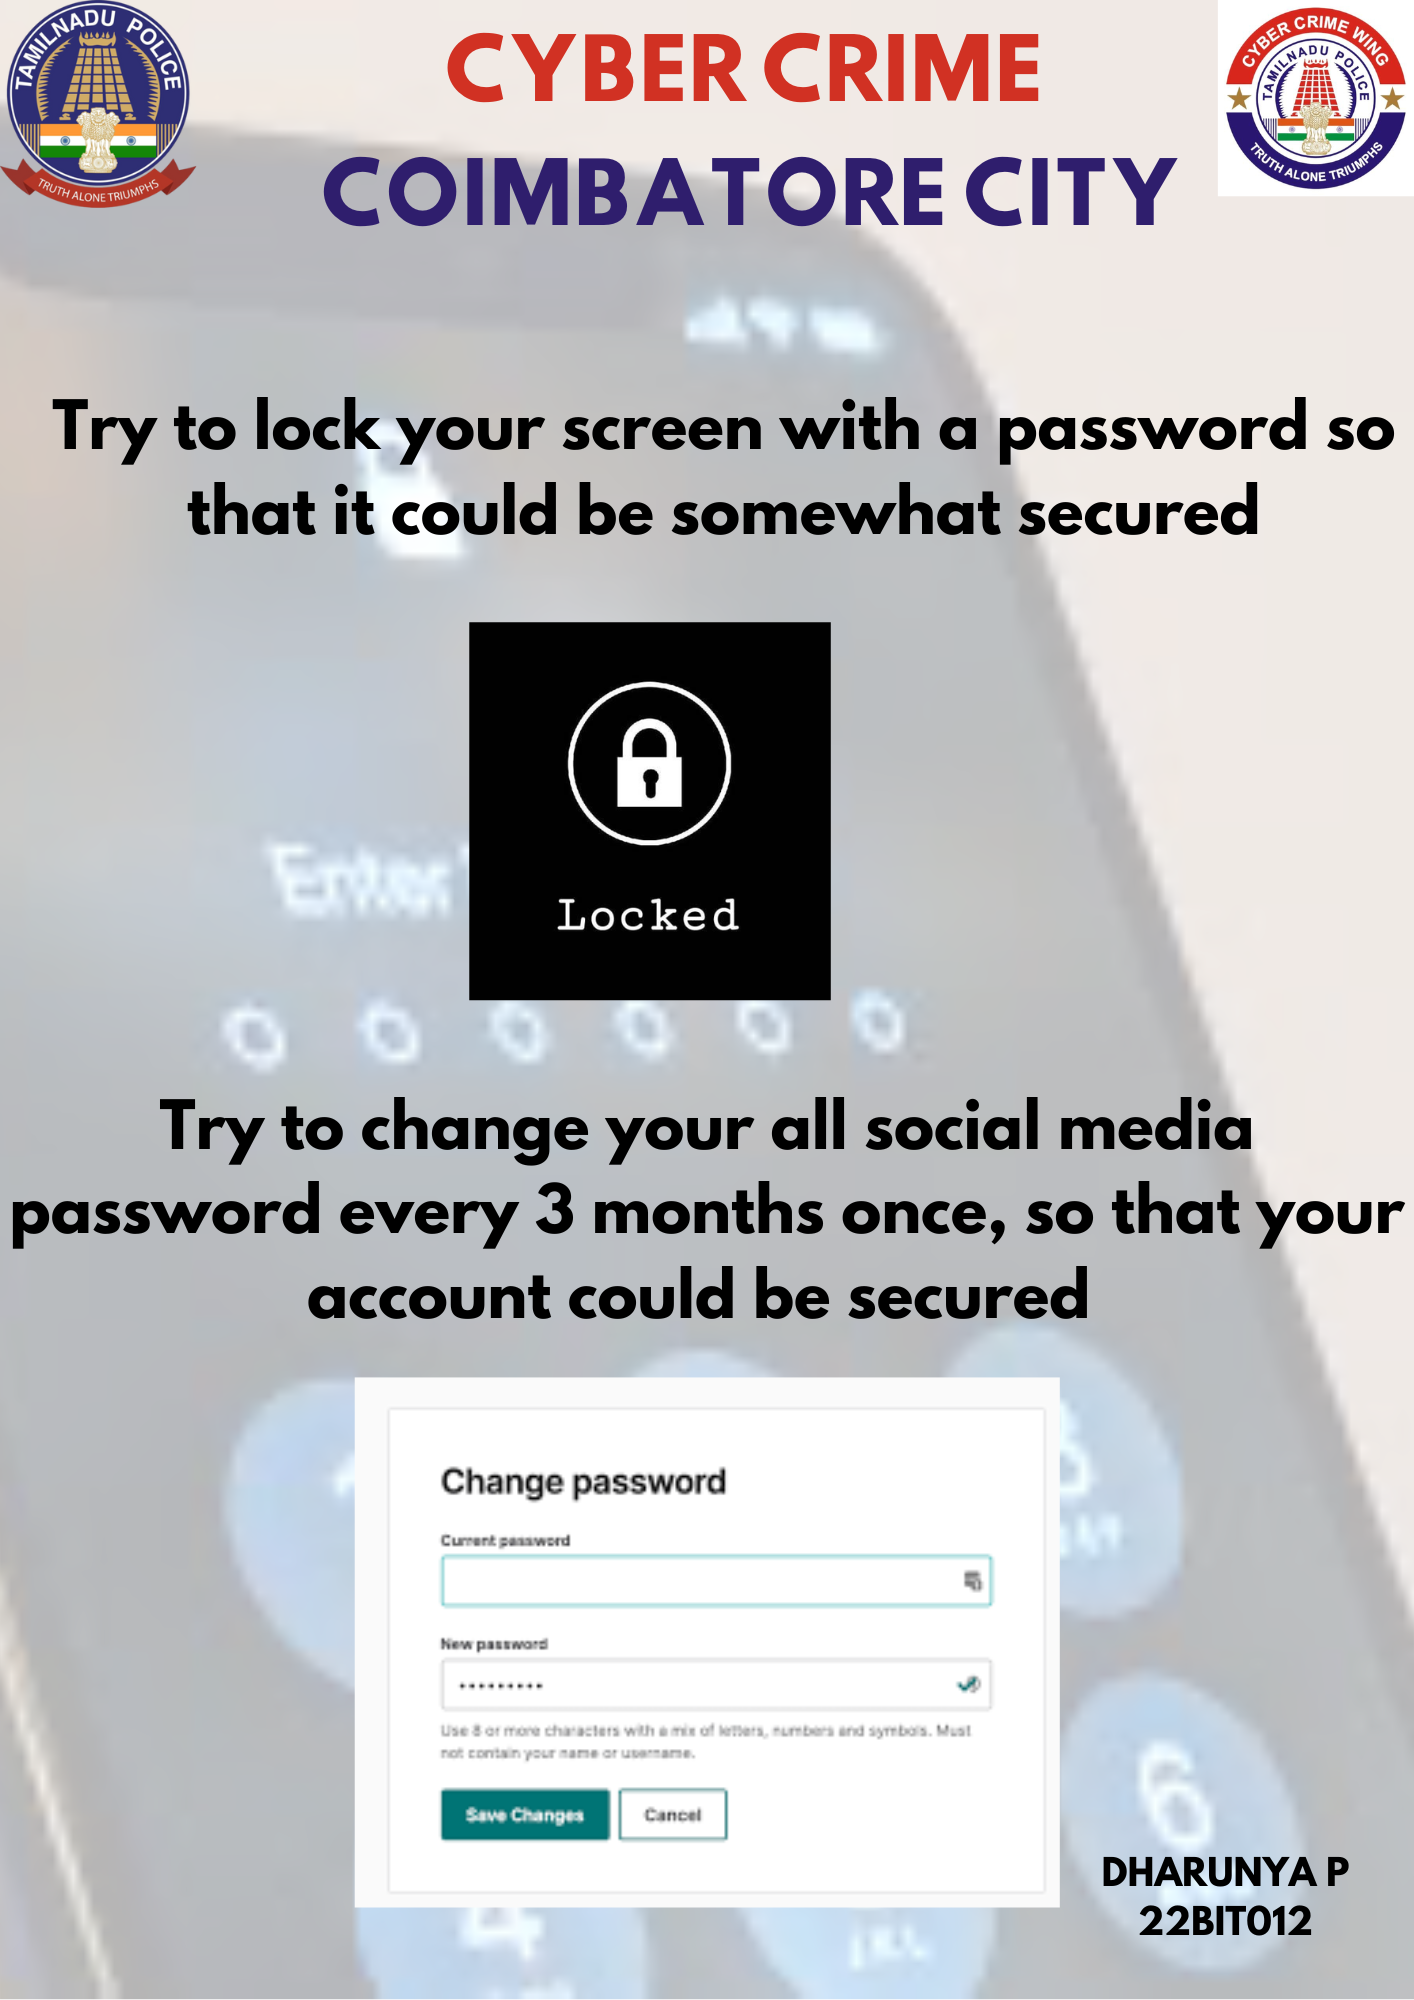 TAMILNADU POLICE
TRUTH ALONE TRIUMPHS
CYBER CRIME
COIMBATORE CITY
CYBER CRIME WING
TAMILNADU POLICE
TRUTH ALONE TRIUMPHS
Try to lock your screen with a password so
that it could be somewhat secured
Enter
Locked
Try to change your all social media
password every 3 months once, so that your
account could be secured
Change password
Current password
New password
•••••••••
Use 8 or more characters with a mix of letters, numbers and symbols. Must
not contain your name or username.
Save Changes
Cancel
6
4
JKL
DHARUNYA P
22BIT012